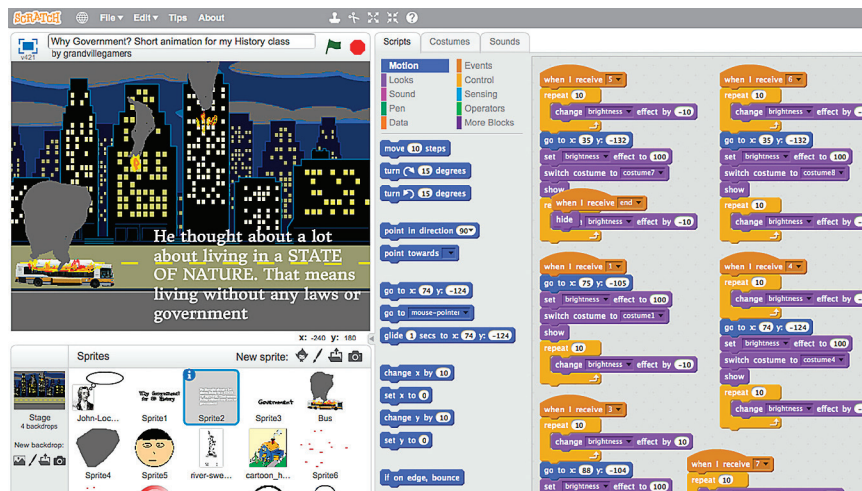 SCRATCH File▾ Edit▾ Tips About
Why Government? Short animation for my History class
by grandvillegamers
v421
He thought about a lot
about living in a STATE
OF NATURE. That means
living without any laws or
government
x: -240 y: 180
Sprites New sprite:
Stage
4 backdrops
New backdrop:
John-Loc...
Sprite1
Sprite2
Government
Sprite3
Bus
Sprite4
Sprite5
river-swe...
cartoon_h...
Sprite6
Scripts Costumes Sounds
Motion Events
Looks Control
Sound Sensing
Pen Operators
Data More Blocks
move 10 steps
turn ↻ 15 degrees
turn ↺ 15 degrees
point in direction 90▾
point towards
go to x: 74 y: -124
go to mouse-pointer
glide 1 secs to x: 74 y: -124
change x by 10
set x to 0
change y by 10
set y to 0
if on edge, bounce
when I receive 5
repeat 10
change brightness effect by -10
go to x: 35 y: -132
set brightness effect to 100
switch costume to costume7
show
when I receive end
hide
brightness effect by -10
when I receive 1
go to x: 75 y: -105
set brightness effect to 100
switch costume to costume1
show
repeat 10
change brightness effect by -10
when I receive 3
repeat 10
change brightness effect by 10
go to x: 88 y: -104
set brightness effect to 100
when I receive 6
repeat 10
change brightness effect by
go to x: 35 y: -132
set brightness effect to 100
switch costume to costume8
show
repeat 10
change brightness effect by
when I receive 4
repeat 10
change brightness effect by
go to x: 74 y: -124
set brightness effect to 100
switch costume to costume4
show
repeat 10
change brightness effect by
when I receive 7
repeat 10